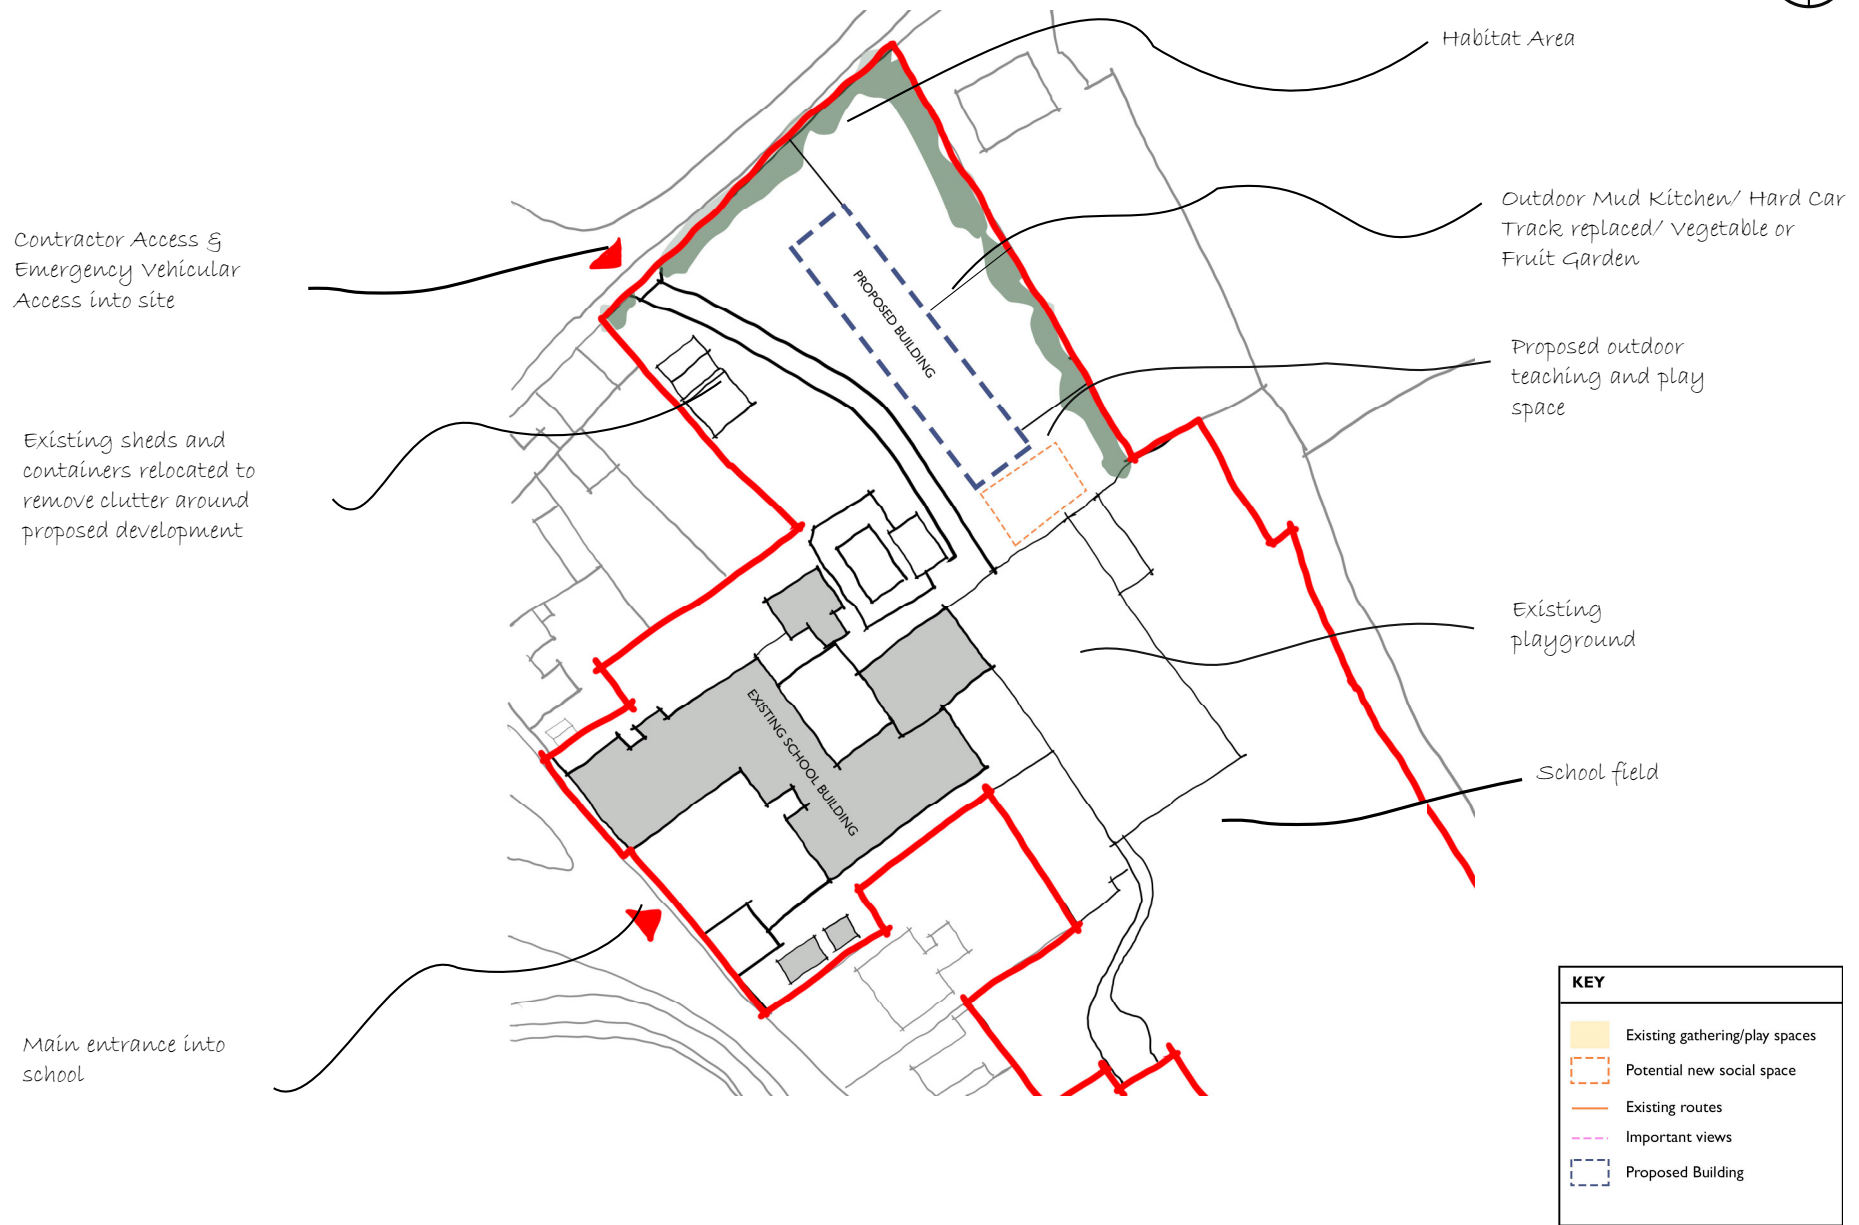 Habitat Area
Outdoor Mud Kitchen/ Hard Car
Track replaced/ Vegetable or
Fruit Garden
Contractor Access &
Emergency Vehicular
Access into site
PROPOSED BUILDING
Proposed outdoor
teaching and play
space
Existing sheds and
containers relocated to
remove clutter around
proposed development
Existing
playground
EXISTING SCHOOL BUILDING
School field
Main entrance into
school
KEY
Existing gathering/play spaces
Potential new social space
Existing routes
Important views
Proposed Building